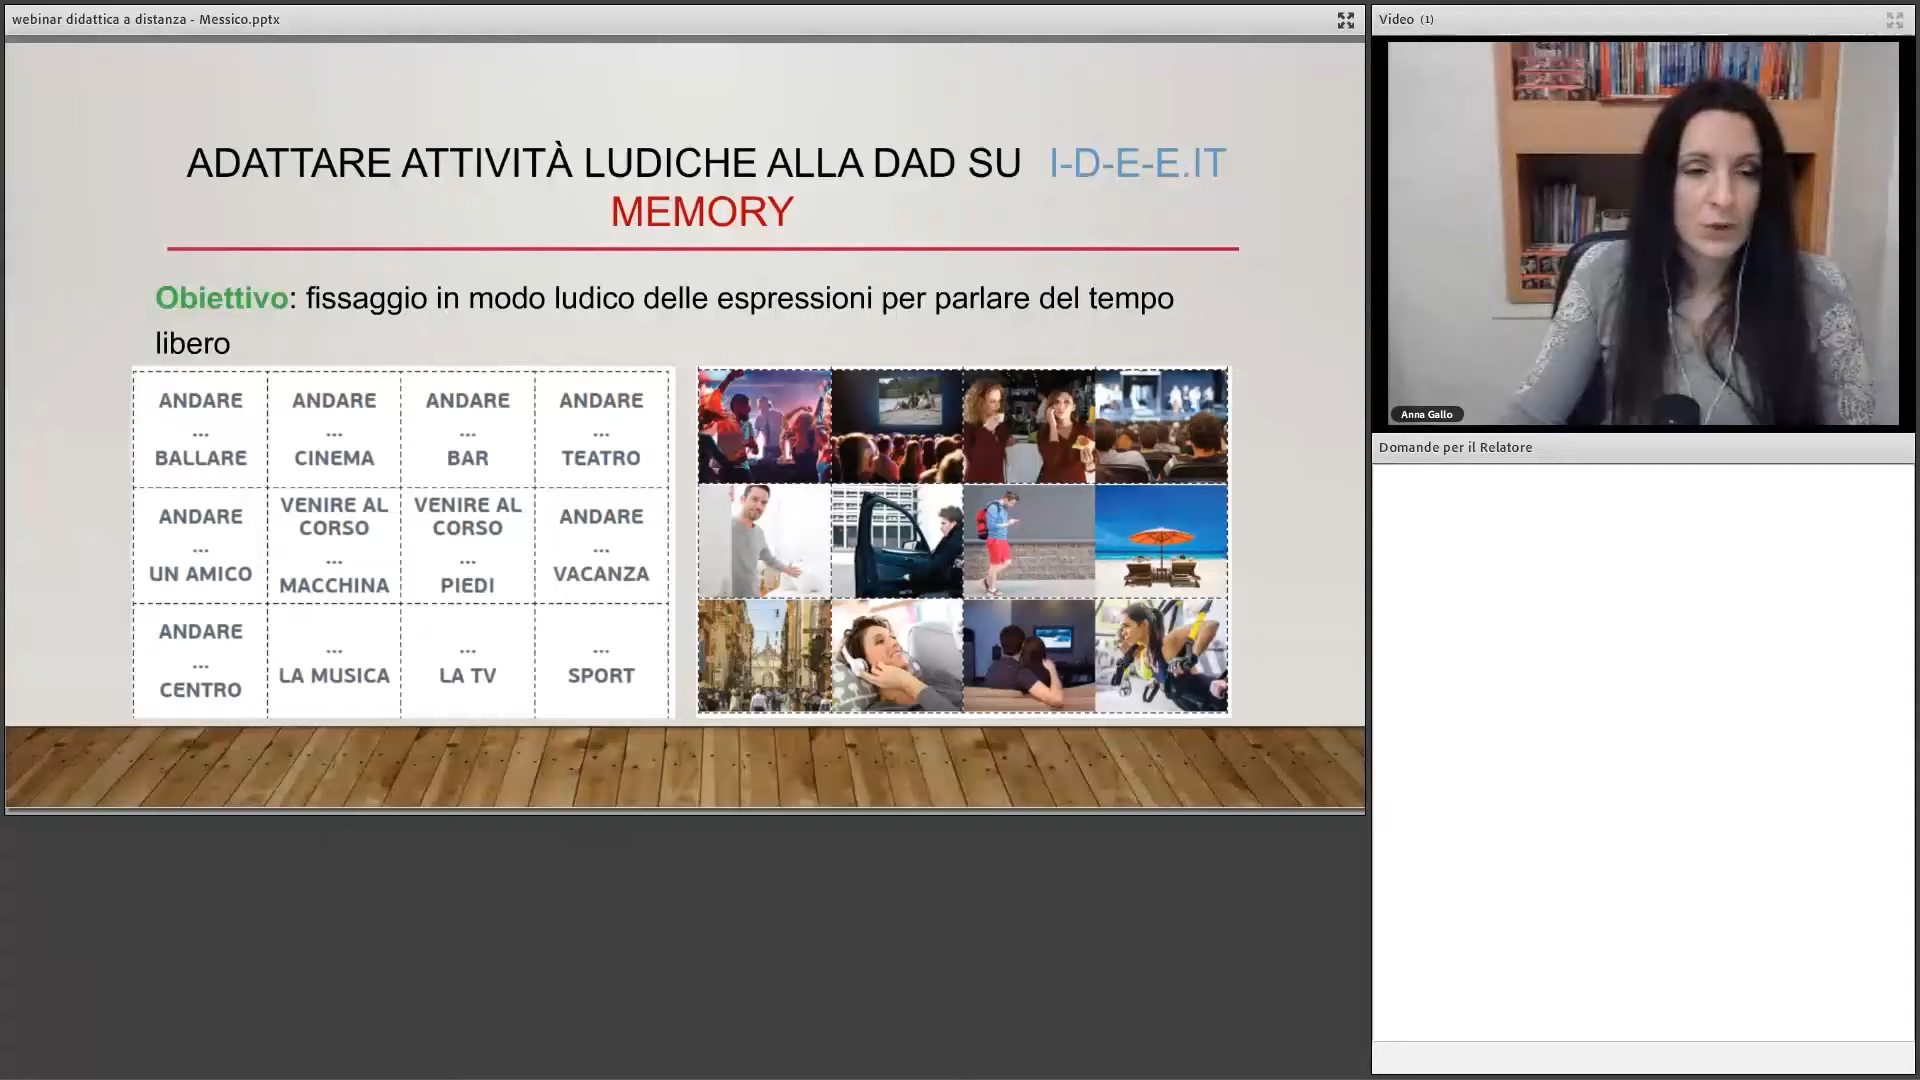 webinar didattica a distanza - Messico.pptx
ADATTARE ATTIVITÀ LUDICHE ALLA DAD SU I-D-E-E.IT
MEMORY
Obiettivo: fissaggio in modo ludico delle espressioni per parlare del tempo
libero
ANDARE
...
BALLARE
ANDARE
...
CINEMA
ANDARE
...
BAR
ANDARE
...
TEATRO
ANDARE
...
UN AMICO
VENIRE AL
CORSO
...
MACCHINA
VENIRE AL
CORSO
...
PIEDI
ANDARE
...
VACANZA
ANDARE
...
CENTRO
...
LA MUSICA
...
LA TV
...
SPORT
Video (1)
Anna Gallo
Domande per il Relatore